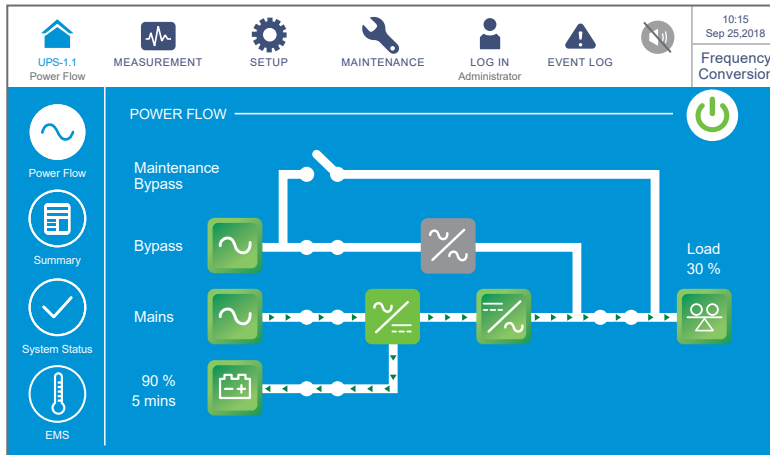 10:15
Sep 25,2018
UPS-1.1
Power Flow
MEASUREMENT
SETUP
MAINTENANCE
LOG IN
Administrator
EVENT LOG
Frequency
Conversion
POWER FLOW
Power Flow
Summary
System Status
EMS
Maintenance
Bypass
Bypass
Load
30 %
Mains
90 %
5 mins